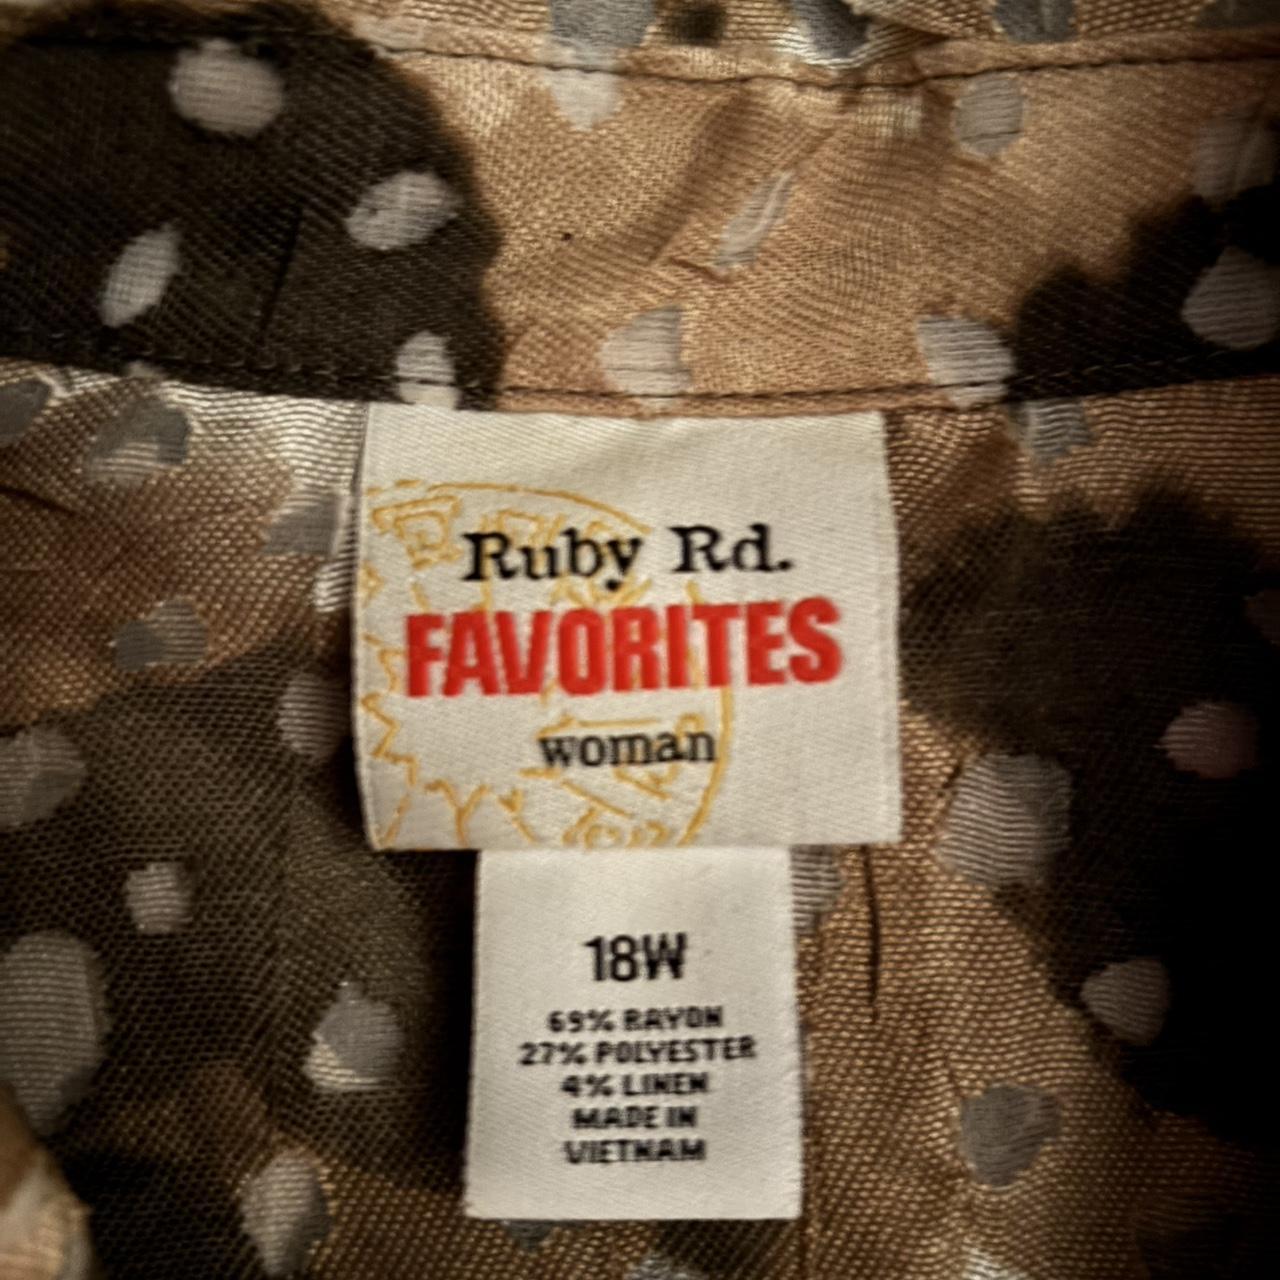 Ruby Rd.
FAVORITES
woman
18W
69% RAYON
27% POLYESTER
4% LINEN
MADE IN
VIETNAM